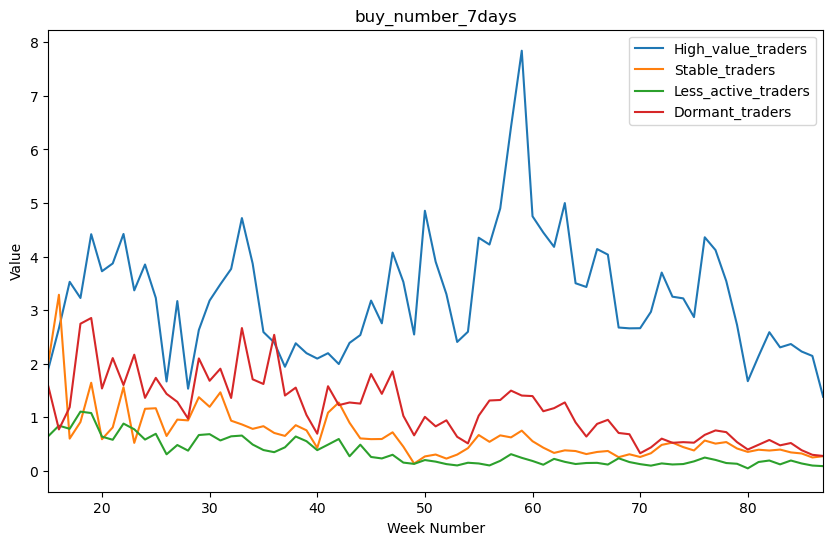 buy_number_7days
High_value_traders
Stable_traders
Less_active_traders
Dormant_traders
Value
8
7
6
5
4
3
2
1
0
20 30 40 50 60 70 80
Week Number